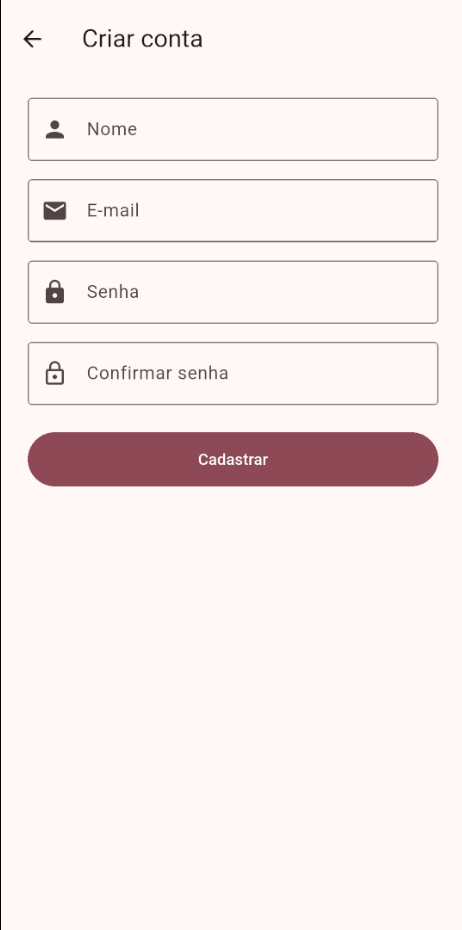 Criar conta
Nome
E-mail
Senha
Confirmar senha
Cadastrar